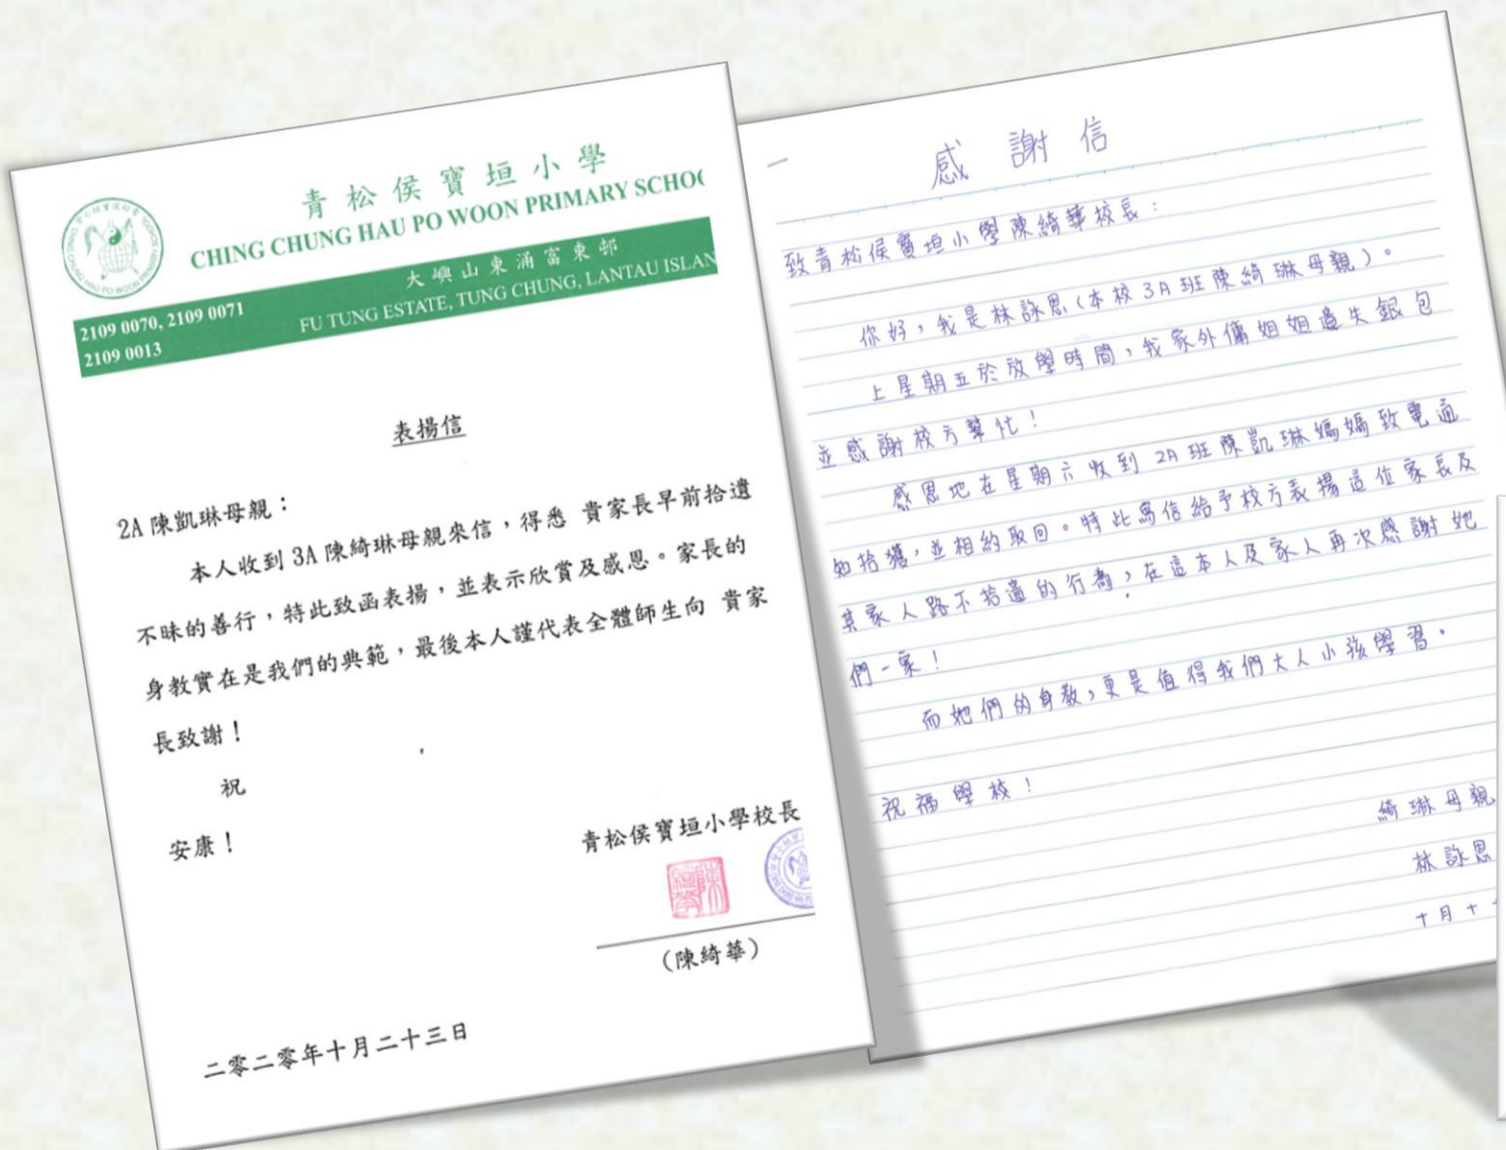 青松侯寶垣小學
CHING CHUNG HAU PO WOON PRIMARY SCHOO
大嶼山東涌富東邨
2109 0070, 2109 0071
FU TUNG ESTATE, TUNG CHUNG, LANTAU ISLAN
2109 0013
表揚信
2A 陳凱琳母親：
本人收到 3A 陳綺琳母親來信，得悉 貴家長早前拾遺
不昧的善行，特此致函表揚，並表示欣賞及感恩。家長的
身教實在是我們的典範，最後本人謹代表全體師生向 貴家
長致謝！
祝
安康！
青松侯寶垣小學校長
（陳綺華）
二零二零年十月二十三日
感謝信
致青松侯寶垣小學陳綺華校長：
你好，我是林詠恩(本校3A班陳綺琳母親)。
上星期五於放學時間，我家外傭姐姐遺失銀包
並感謝校方幫忙！
感恩地在星期六收到2A班陳凱琳媽媽致電通
知拾獲，並相約取回。特此寫信給予校方表揚這位家長及
其家人路不拾遺的行為，在這本人及家人再次感謝她
們一家！
而她們的身教，更是值得我們大人小孩學習。
祝福學校！
綺琳母親
林詠恩
十月十